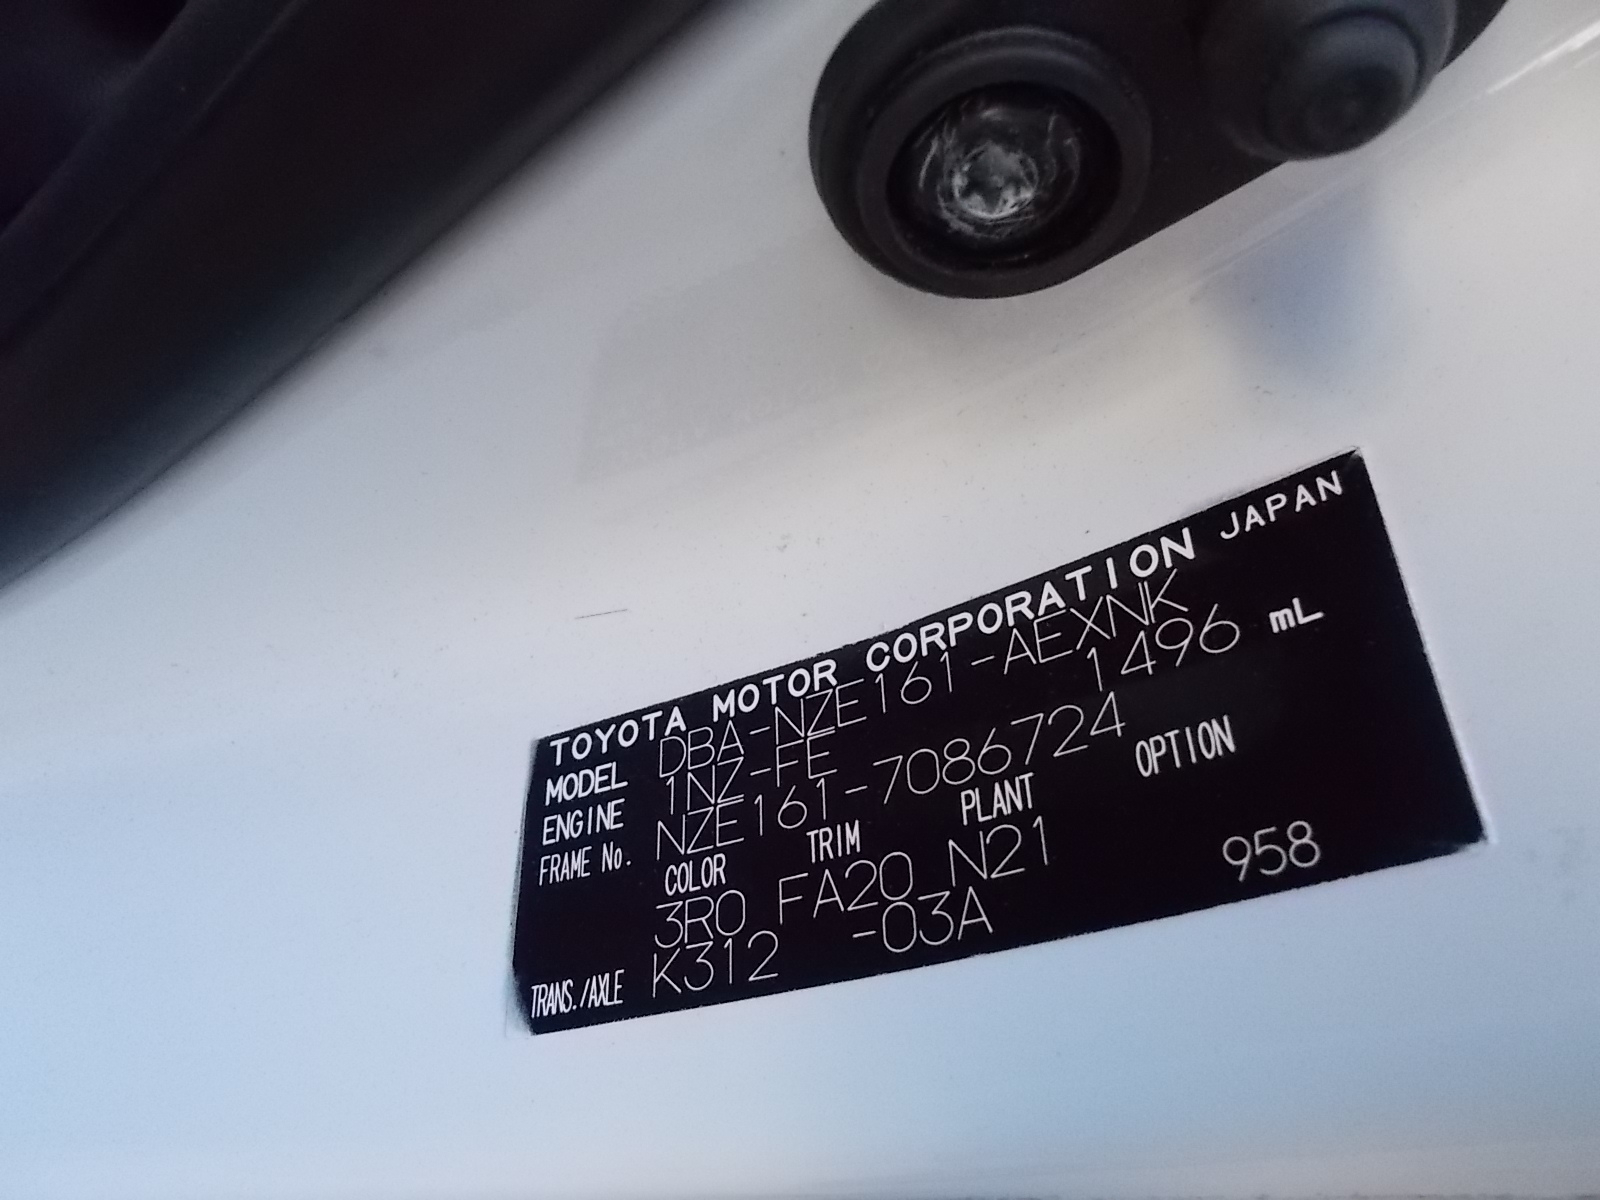 TOYOTA MOTOR CORPORATION JAPAN
MODEL DBA-NZE161-AEXNK
ENGINE 1NZ-FE 1496 mL
FRAME No. NZE161-7086724
COLOR TRIM PLANT OPTION
3R0 FA20 N21 958
TRANS./AXLE K312 -03A